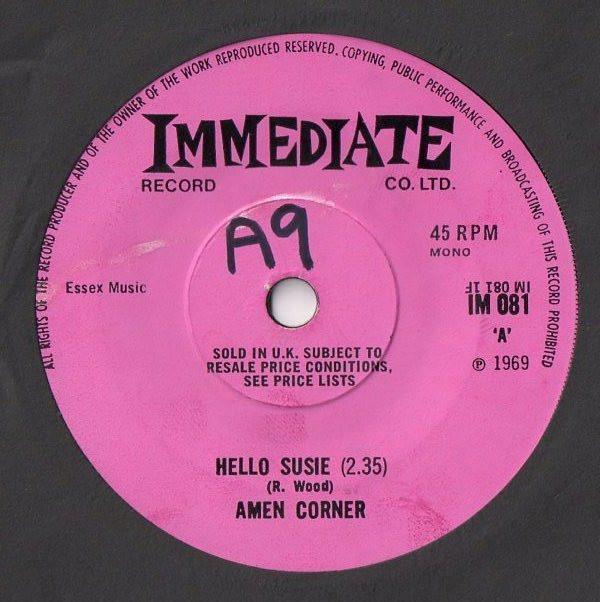 ALL RIGHTS OF THE RECORD PRODUCER AND OF THE OWNER OF THE WORK REPRODUCED RESERVED. COPYING, PUBLIC PERFORMANCE AND BROADCASTING OF THIS RECORD PROHIBITED
IMMEDIATE
RECORD CO. LTD.
A9
45 RPM
MONO
Essex Music
IM 081 1F
IM 081
'A'
℗ 1969
SOLD IN U.K. SUBJECT TO
RESALE PRICE CONDITIONS,
SEE PRICE LISTS
HELLO SUSIE (2.35)
(R. Wood)
AMEN CORNER